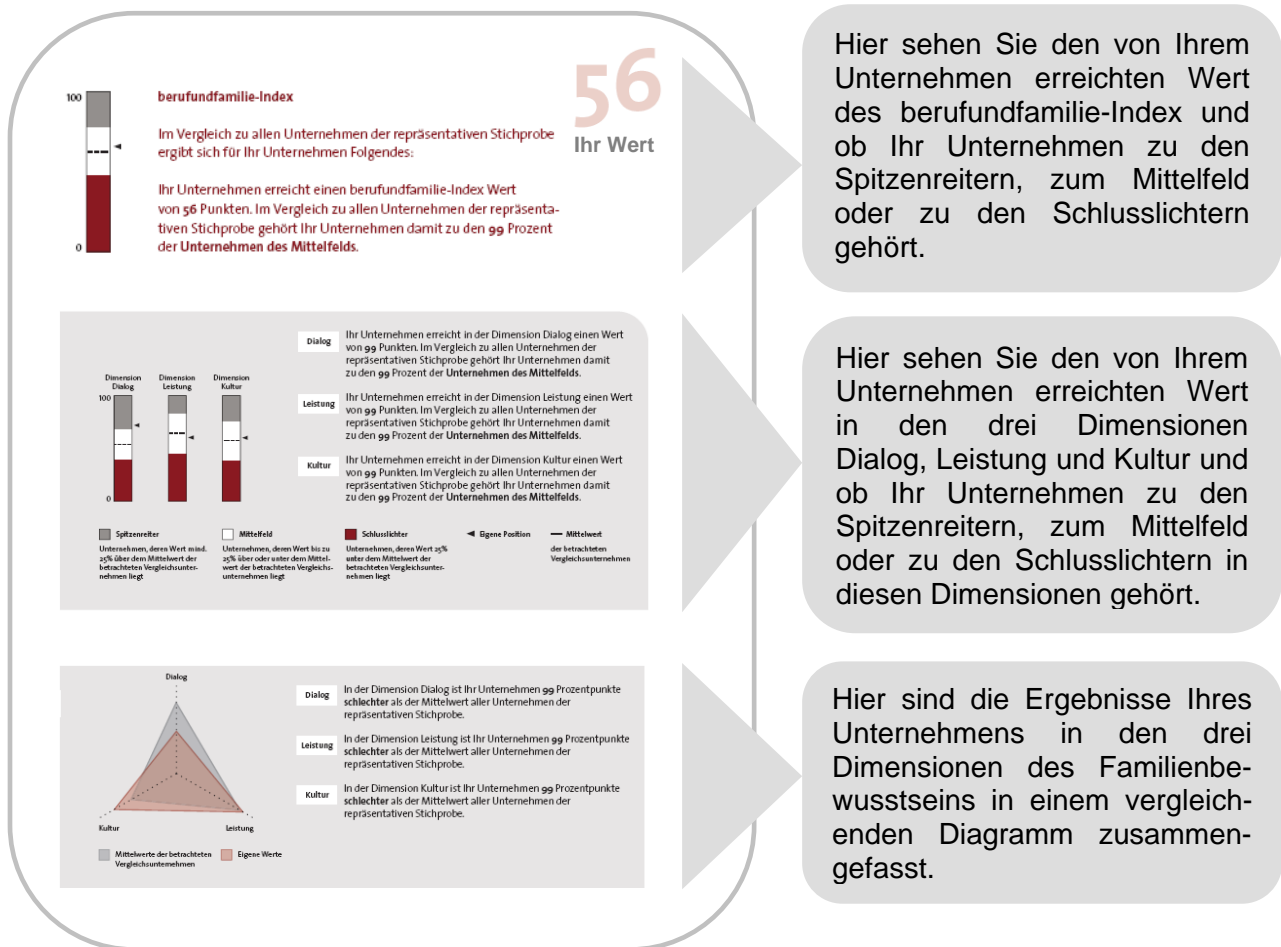 56
Ihr Wert
100
0
berufundfamilie-Index
Im Vergleich zu allen Unternehmen der repräsentativen Stichprobe
ergibt sich für Ihr Unternehmen Folgendes:
Ihr Unternehmen erreicht einen berufundfamilie-Index Wert
von 56 Punkten. Im Vergleich zu allen Unternehmen der repräsenta-
tiven Stichprobe gehört Ihr Unternehmen damit zu den 99 Prozent
der Unternehmen des Mittelfelds.
Hier sehen Sie den von Ihrem
Unternehmen erreichten Wert
des berufundfamilie-Index und
ob Ihr Unternehmen zu den
Spitzenreitern, zum Mittelfeld
oder zu den Schlusslichtern
gehört.
Dimension
Dialog
Dimension
Leistung
Dimension
Kultur
100
0
Dialog
Ihr Unternehmen erreicht in der Dimension Dialog einen Wert
von 99 Punkten. Im Vergleich zu allen Unternehmen der
repräsentativen Stichprobe gehört Ihr Unternehmen damit
zu den 99 Prozent der Unternehmen des Mittelfelds.
Leistung
Ihr Unternehmen erreicht in der Dimension Leistung einen Wert
von 99 Punkten. Im Vergleich zu allen Unternehmen der
repräsentativen Stichprobe gehört Ihr Unternehmen damit
zu den 99 Prozent der Unternehmen des Mittelfelds.
Kultur
Ihr Unternehmen erreicht in der Dimension Kultur einen Wert
von 99 Punkten. Im Vergleich zu allen Unternehmen der
repräsentativen Stichprobe gehört Ihr Unternehmen damit
zu den 99 Prozent der Unternehmen des Mittelfelds.
Spitzenreiter
Unternehmen, deren Wert mind.
25% über dem Mittelwert der
betrachteten Vergleichsunter-
nehmen liegt
Mittelfeld
Unternehmen, deren Wert bis zu
25% über oder unter dem Mittel-
wert der betrachteten Vergleichs-
unternehmen liegt
Schlusslichter
Unternehmen, deren Wert 25%
unter dem Mittelwert der
betrachteten Vergleichsunter-
nehmen liegt
Eigene Position
Mittelwert
der betrachteten
Vergleichsunternehmen
Hier sehen Sie den von Ihrem
Unternehmen erreichten Wert
in den drei Dimensionen
Dialog, Leistung und Kultur und
ob Ihr Unternehmen zu den
Spitzenreitern, zum Mittelfeld
oder zu den Schlusslichtern in
diesen Dimensionen gehört.
Dialog
Kultur
Leistung
Mittelwerte der betrachteten
Vergleichsunternehmen
Eigene Werte
Dialog
In der Dimension Dialog ist Ihr Unternehmen 99 Prozentpunkte
schlechter als der Mittelwert aller Unternehmen der
repräsentativen Stichprobe.
Leistung
In der Dimension Leistung ist Ihr Unternehmen 99 Prozentpunkte
schlechter als der Mittelwert aller Unternehmen der
repräsentativen Stichprobe.
Kultur
In der Dimension Kultur ist Ihr Unternehmen 99 Prozentpunkte
schlechter als der Mittelwert aller Unternehmen der
repräsentativen Stichprobe.
Hier sind die Ergebnisse Ihres
Unternehmens in den drei
Dimensionen des Familienbe-
wusstseins in einem vergleich-
enden Diagramm zusammen-
gefasst.